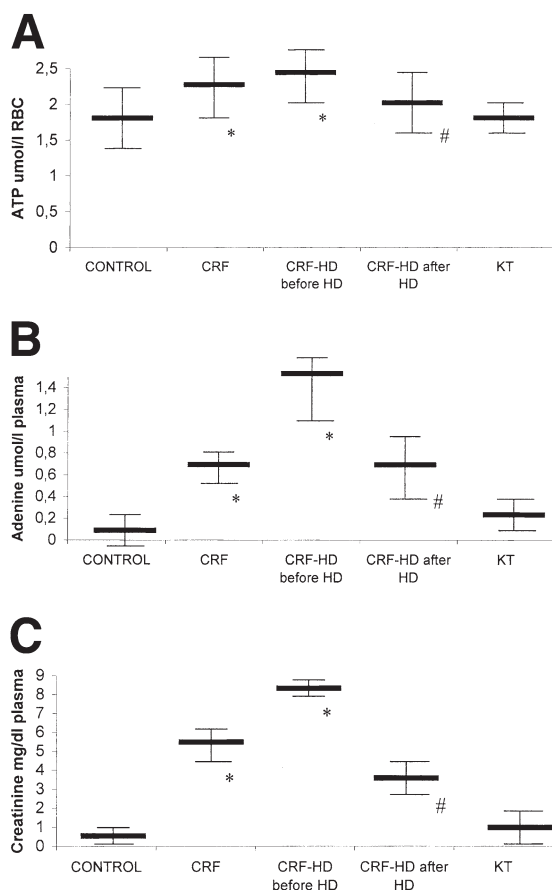 A
ATP umol/l RBC
2,5
2
1,5
1
0,5
0
*
*
#
CONTROL
CRF
CRF-HD
before HD
CRF-HD after
HD
KT
B
Adenine umol/l plasma
1,4
1,2
1
0,8
0,6
0,4
0,2
0
*
*
#
CONTROL
CRF
CRF-HD
before HD
CRF-HD after
HD
KT
C
Creatinine mg/dl plasma
9
8
7
6
5
4
3
2
1
0
*
*
#
CONTROL
CRF
CRF-HD
before HD
CRF-HD after
HD
KT